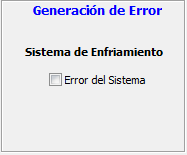 Generación de Error
Sistema de Enfriamiento
Error del Sistema